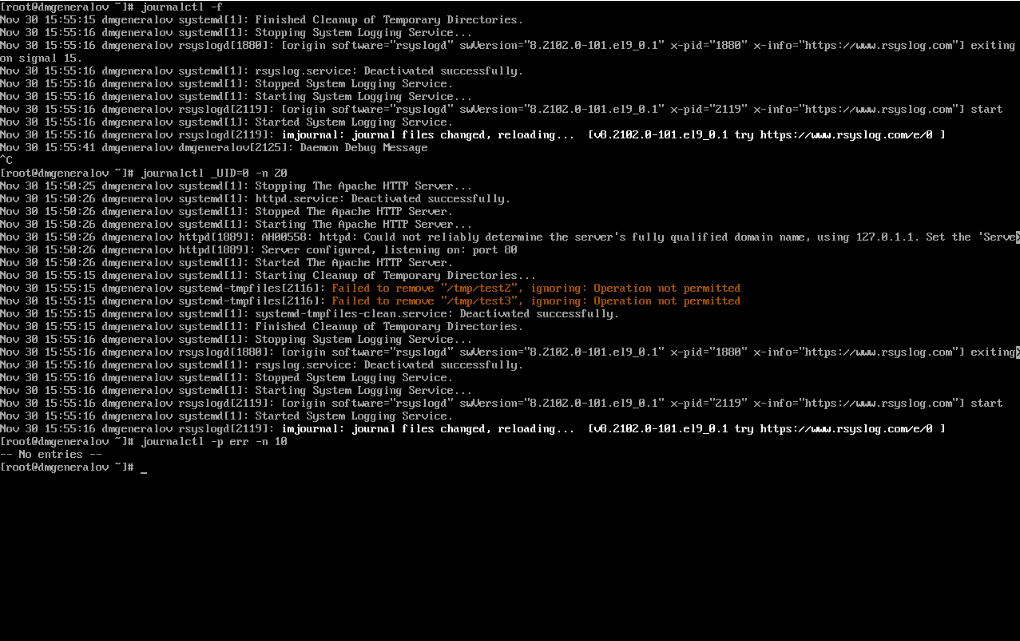 [root@dmgeneralov ~]# journalctl -f
Nov 30 15:55:15 dmgeneralov systemd[1]: Finished Cleanup of Temporary Directories.
Nov 30 15:55:16 dmgeneralov systemd[1]: Stopping System Logging Service...
Nov 30 15:55:16 dmgeneralov rsyslogd[1880]: [origin software="rsyslogd" swVersion="8.2102.0-101.el9_0.1" x-pid="1880" x-info="https://www.rsyslog.com"] exiting
on signal 15.
Nov 30 15:55:16 dmgeneralov systemd[1]: rsyslog.service: Deactivated successfully.
Nov 30 15:55:16 dmgeneralov systemd[1]: Stopped System Logging Service.
Nov 30 15:55:16 dmgeneralov systemd[1]: Starting System Logging Service...
Nov 30 15:55:16 dmgeneralov rsyslogd[2119]: [origin software="rsyslogd" swVersion="8.2102.0-101.el9_0.1" x-pid="2119" x-info="https://www.rsyslog.com"] start
Nov 30 15:55:16 dmgeneralov systemd[1]: Started System Logging Service.
Nov 30 15:55:16 dmgeneralov rsyslogd[2119]: imjournal: journal files changed, reloading...  [v8.2102.0-101.el9_0.1 try https://www.rsyslog.com/e/0 ]
Nov 30 15:55:41 dmgeneralov dmgeneralov[2125]: Daemon Debug Message
^C
[root@dmgeneralov ~]# journalctl _UID=0 -n 20
Nov 30 15:50:25 dmgeneralov systemd[1]: Stopping The Apache HTTP Server...
Nov 30 15:50:26 dmgeneralov systemd[1]: httpd.service: Deactivated successfully.
Nov 30 15:50:26 dmgeneralov systemd[1]: Stopped The Apache HTTP Server.
Nov 30 15:50:26 dmgeneralov systemd[1]: Starting The Apache HTTP Server...
Nov 30 15:50:26 dmgeneralov httpd[1889]: AH00558: httpd: Could not reliably determine the server's fully qualified domain name, using 127.0.1.1. Set the 'Serve>
Nov 30 15:50:26 dmgeneralov httpd[1889]: Server configured, listening on: port 80
Nov 30 15:50:26 dmgeneralov systemd[1]: Started The Apache HTTP Server.
Nov 30 15:55:15 dmgeneralov systemd[1]: Starting Cleanup of Temporary Directories...
Nov 30 15:55:15 dmgeneralov systemd-tmpfiles[2116]: Failed to remove "/tmp/test2", ignoring: Operation not permitted
Nov 30 15:55:15 dmgeneralov systemd-tmpfiles[2116]: Failed to remove "/tmp/test3", ignoring: Operation not permitted
Nov 30 15:55:15 dmgeneralov systemd[1]: systemd-tmpfiles-clean.service: Deactivated successfully.
Nov 30 15:55:15 dmgeneralov systemd[1]: Finished Cleanup of Temporary Directories.
Nov 30 15:55:16 dmgeneralov systemd[1]: Stopping System Logging Service...
Nov 30 15:55:16 dmgeneralov rsyslogd[1880]: [origin software="rsyslogd" swVersion="8.2102.0-101.el9_0.1" x-pid="1880" x-info="https://www.rsyslog.com"] exiting>
Nov 30 15:55:16 dmgeneralov systemd[1]: rsyslog.service: Deactivated successfully.
Nov 30 15:55:16 dmgeneralov systemd[1]: Stopped System Logging Service.
Nov 30 15:55:16 dmgeneralov systemd[1]: Starting System Logging Service...
Nov 30 15:55:16 dmgeneralov rsyslogd[2119]: [origin software="rsyslogd" swVersion="8.2102.0-101.el9_0.1" x-pid="2119" x-info="https://www.rsyslog.com"] start
Nov 30 15:55:16 dmgeneralov systemd[1]: Started System Logging Service.
Nov 30 15:55:16 dmgeneralov rsyslogd[2119]: imjournal: journal files changed, reloading...  [v8.2102.0-101.el9_0.1 try https://www.rsyslog.com/e/0 ]
[root@dmgeneralov ~]# journalctl -p err -n 10
-- No entries --
[root@dmgeneralov ~]# _